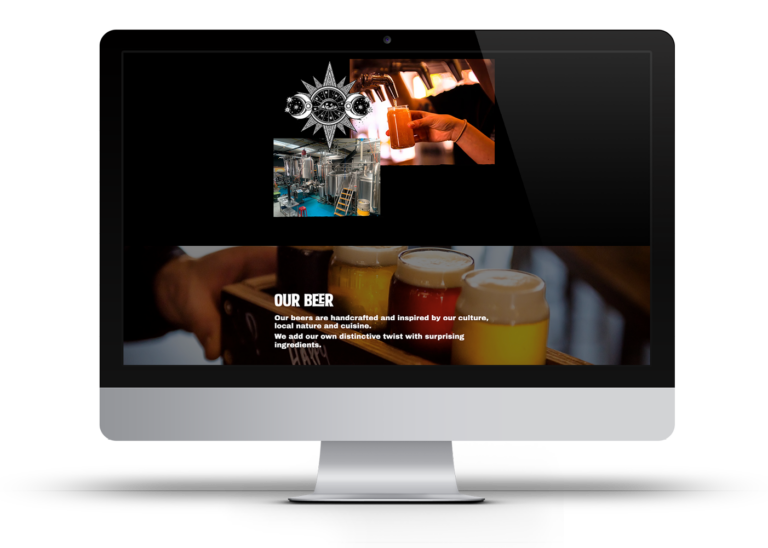 OUR BEER
Our beers are handcrafted and inspired by our culture,
local nature and cuisine.
We add our own distinctive twist with surprising
ingredients.
HAPPY